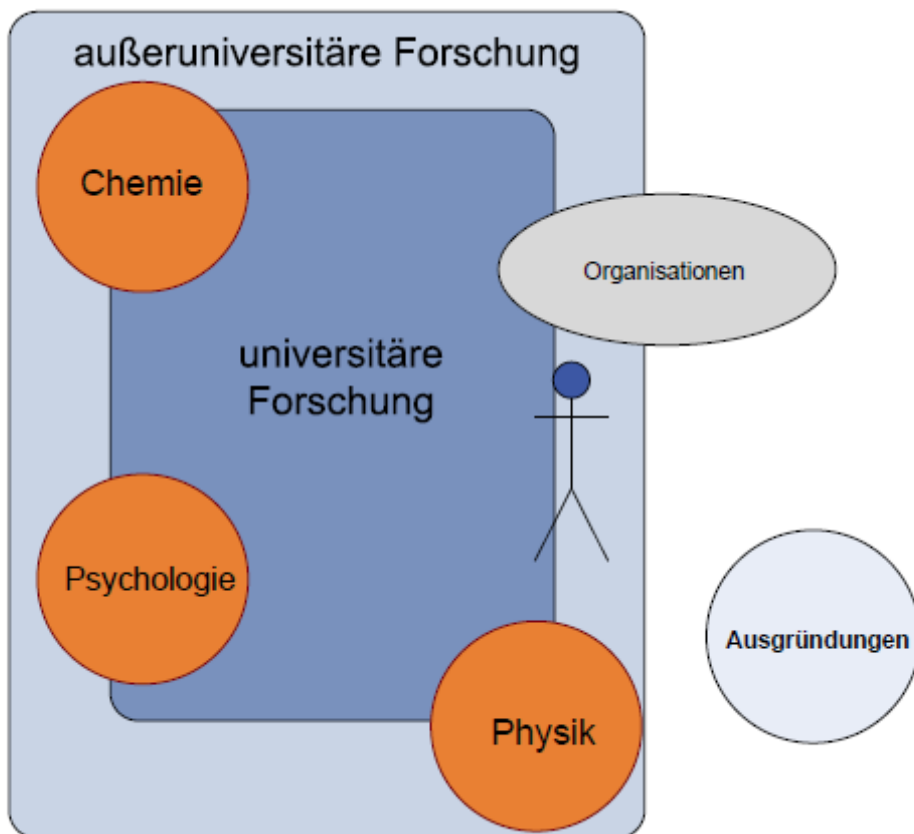 außeruniversitäre Forschung
Chemie
Organisationen
universitäre
Forschung
Psychologie
Ausgründungen
Physik